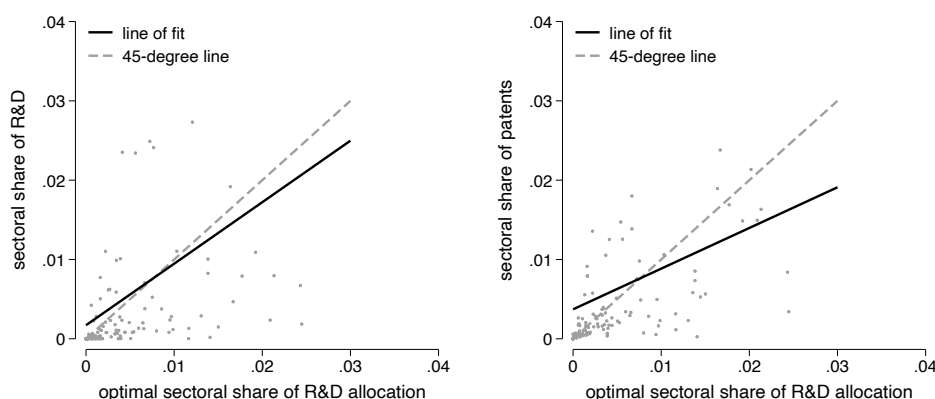 .04
line of fit
45-degree line
.03
.02
.01
0
sectoral share of R&D
0
.01
.02
.03
.04
optimal sectoral share of R&D allocation
.04
line of fit
45-degree line
.03
.02
.01
0
sectoral share of patents
0
.01
.02
.03
.04
optimal sectoral share of R&D allocation